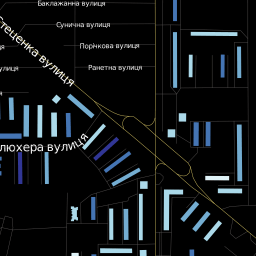 Баклажанна вулиця
Сунична вулиця
Стеценка вулиця
Порічкова вулиця
Ранетна вулиця
люхера вулиця